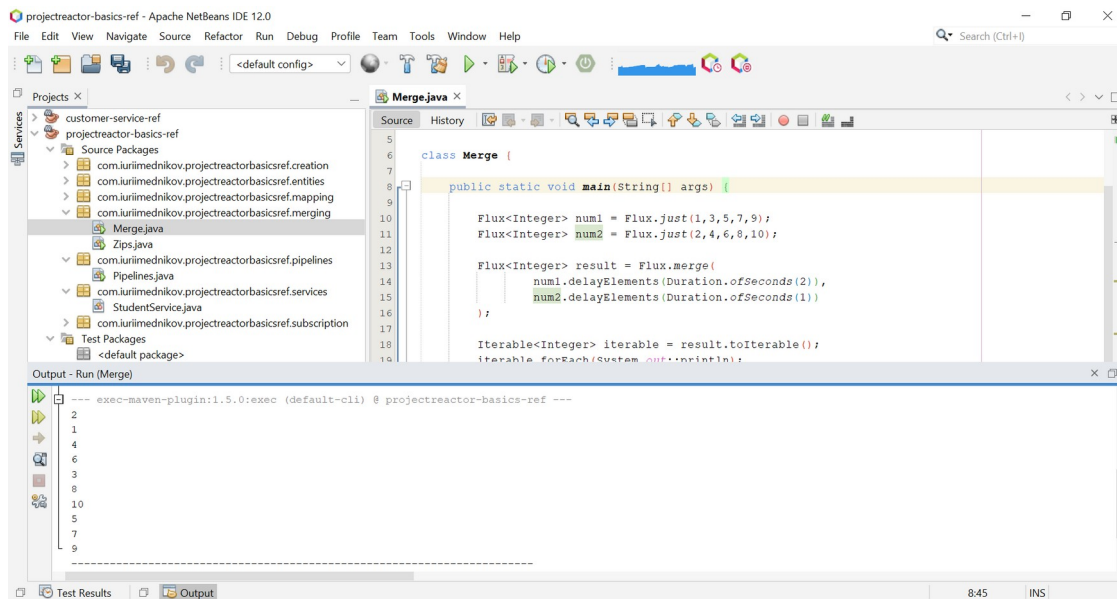 projectreactor-basics-ref - Apache NetBeans IDE 12.0
File Edit View Navigate Source Refactor Run Debug Profile Team Tools Window Help
Search (Ctrl+I)
<default config>
Projects
Services
customer-service-ref
projectreactor-basics-ref
Source Packages
com.iuriimednikov.projectreactorbasicsref.creation
com.iuriimednikov.projectreactorbasicsref.entities
com.iuriimednikov.projectreactorbasicsref.mapping
com.iuriimednikov.projectreactorbasicsref.merging
Merge.java
Zips.java
com.iuriimednikov.projectreactorbasicsref.pipelines
Pipelines.java
com.iuriimednikov.projectreactorbasicsref.services
StudentService.java
com.iuriimednikov.projectreactorbasicsref.subscription
Test Packages
<default package>
Merge.java
Source History
5
6 class Merge {
7
8 public static void main(String[] args) {
9
10 Flux<Integer> num1 = Flux.just(1,3,5,7,9);
11 Flux<Integer> num2 = Flux.just(2,4,6,8,10);
12
13 Flux<Integer> result = Flux.merge(
14 num1.delayElements(Duration.ofSeconds(2)),
15 num2.delayElements(Duration.ofSeconds(1))
16 );
17
18 Iterable<Integer> iterable = result.toIterable();
19 iterable.forEach(System.out::println);
Output - Run (Merge)
--- exec-maven-plugin:1.5.0:exec (default-cli) @ projectreactor-basics-ref ---
2
1
4
6
3
8
10
5
7
9
------------------------------------------------------------------------
Test Results Output
8:45 INS